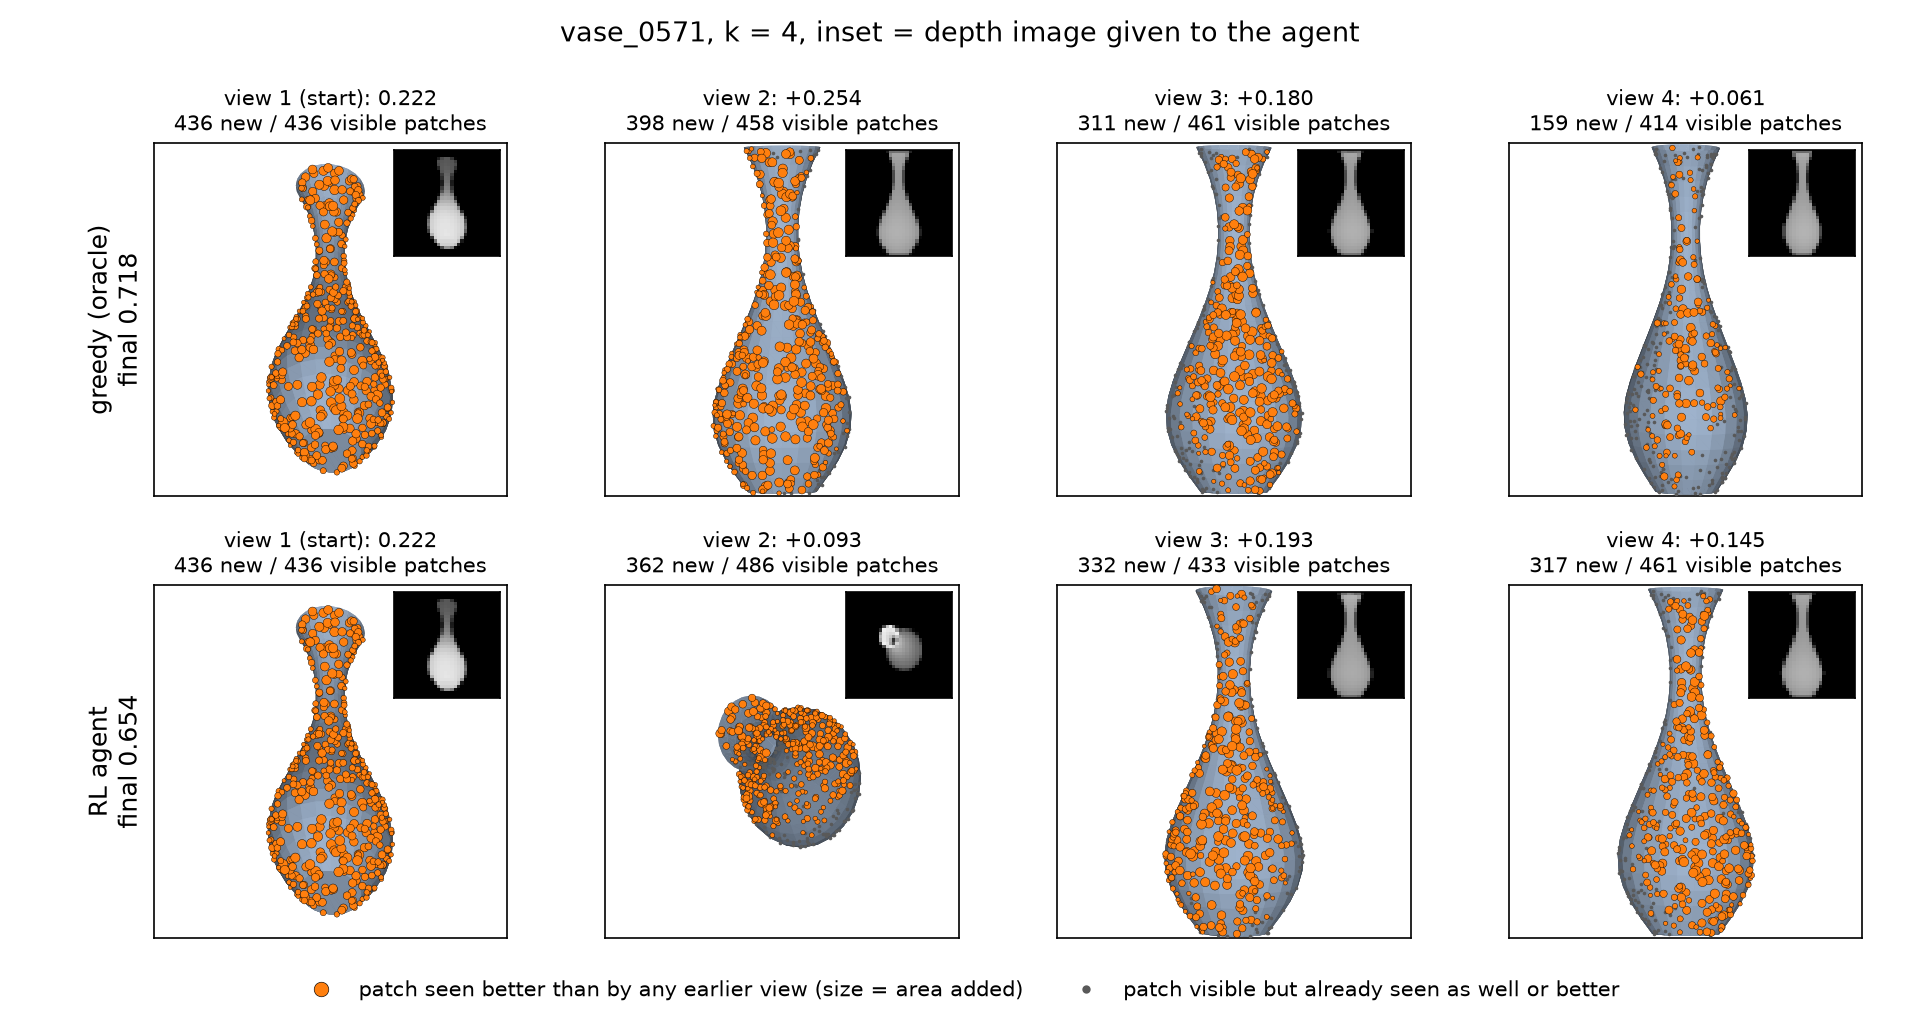 vase_0571, k = 4, inset = depth image given to the agent
view 1 (start): 0.222
436 new / 436 visible patches
view 2: +0.254
398 new / 458 visible patches
view 3: +0.180
311 new / 461 visible patches
view 4: +0.061
159 new / 414 visible patches
greedy (oracle)
final 0.718
view 1 (start): 0.222
436 new / 436 visible patches
view 2: +0.093
362 new / 486 visible patches
view 3: +0.193
332 new / 433 visible patches
view 4: +0.145
317 new / 461 visible patches
RL agent
final 0.654
patch seen better than by any earlier view (size = area added)
patch visible but already seen as well or better